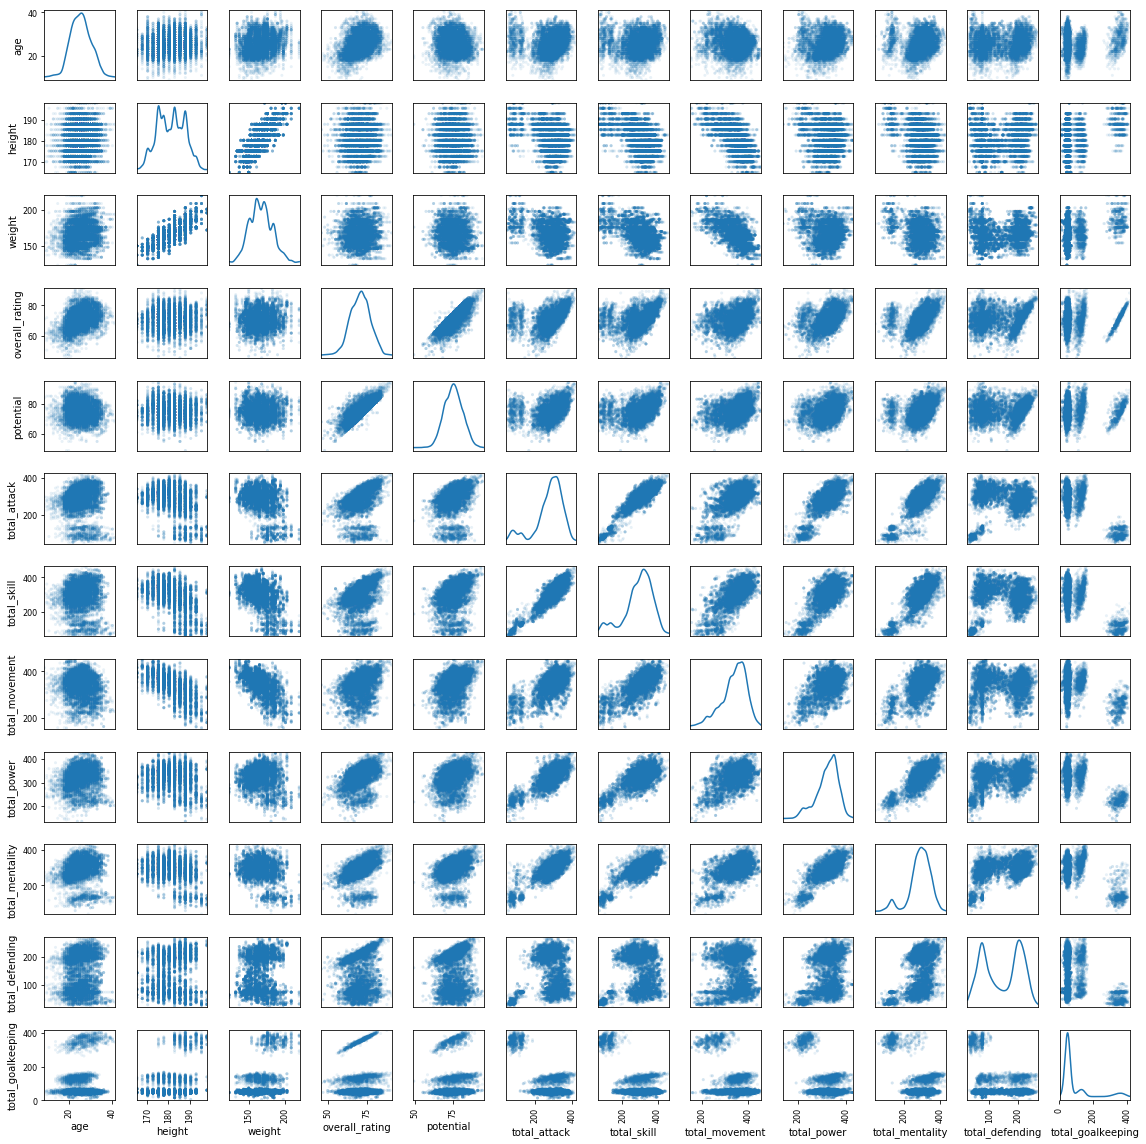 age
40
20
height
190
180
170
weight
200
150
overall_rating
80
60
potential
80
60
total_attack
400
200
total_skill
400
200
total_movement
400
200
total_power
400
300
200
total_mentality
400
200
total_defending
200
100
total_goalkeeping
400
200
0
20 40 170 180 190 150 200 50 75 50 75 200 400 200 400 200 400 200 400 200 400 100 200 0 200 400
age height weight overall_rating potential total_attack total_skill total_movement total_power total_mentality total_defending total_goalkeeping